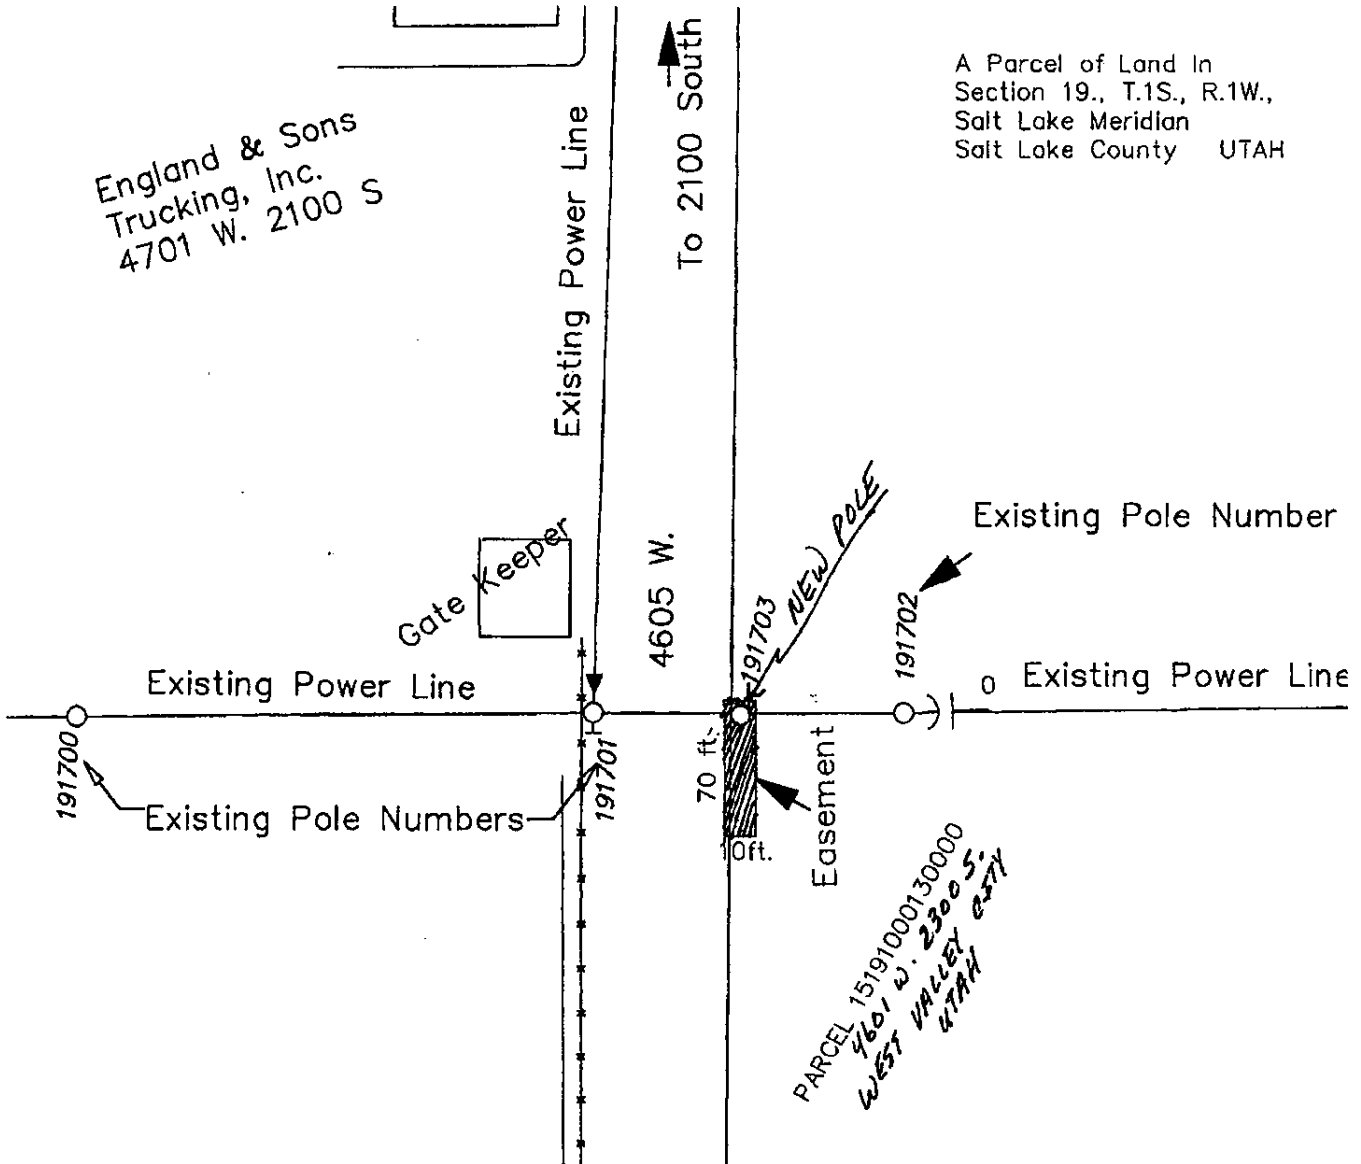 A Parcel of Land In
Section 19., T.1S., R.1W.,
Salt Lake Meridian
Salt Lake County UTAH
To 2100 South
England & Sons
Trucking, Inc.
4701 W. 2100 S
Existing Power Line
NEW POLE
Existing Pole Number
Gate Keeper
4605 W.
191703
191702
Existing Power Line
0 Existing Power Line
191700
191701
70 ft.
Easement
Existing Pole Numbers
10ft.
PARCEL 15191000130000
4601 W. 2300 S.
WEST VALLEY CITY
UTAH